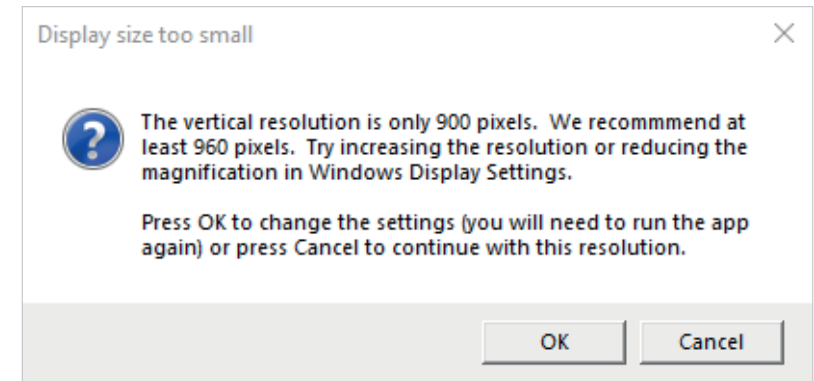 Display size too small
The vertical resolution is only 900 pixels.  We recommmend at
least 960 pixels.  Try increasing the resolution or reducing the
magnification in Windows Display Settings.
Press OK to change the settings (you will need to run the app
again) or press Cancel to continue with this resolution.
OK
Cancel